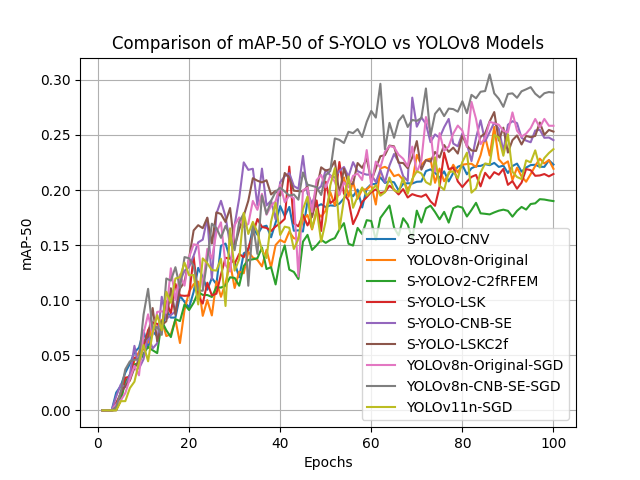 Comparison of mAP-50 of S-YOLO vs YOLOv8 Models
0.30
0.25
0.20
0.15
0.10
0.05
0.00
mAP-50
0 20 40 60 80 100
Epochs
S-YOLO-CNV
YOLOv8n-Original
S-YOLOv2-C2fRFEM
S-YOLO-LSK
S-YOLO-CNB-SE
S-YOLO-LSKC2f
YOLOv8n-Original-SGD
YOLOv8n-CNB-SE-SGD
YOLOv11n-SGD